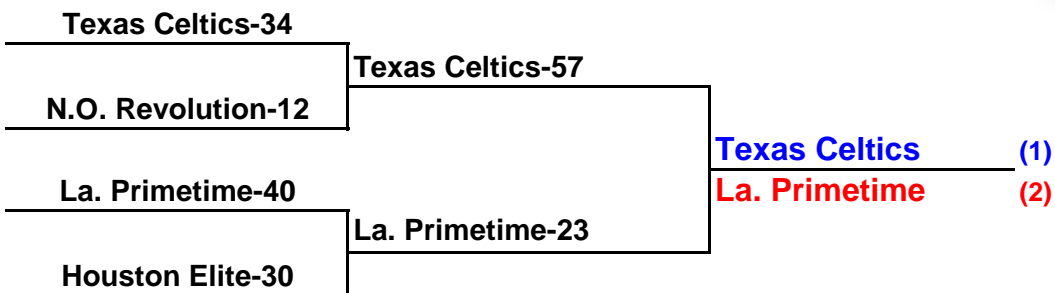 Texas Celtics-34
Texas Celtics-57
N.O. Revolution-12
Texas Celtics (1)
La. Primetime-40
La. Primetime (2)
La. Primetime-23
Houston Elite-30